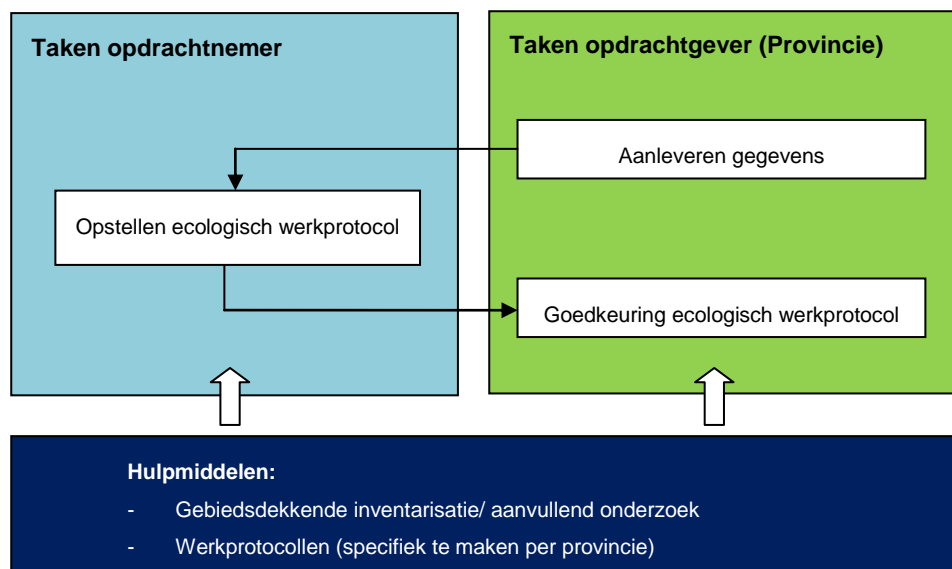 Taken opdrachtnemer
Taken opdrachtgever (Provincie)
Aanleveren gegevens
Opstellen ecologisch werkprotocol
Goedkeuring ecologisch werkprotocol
Hulpmiddelen:
- Gebiedsdekkende inventarisatie/ aanvullend onderzoek
- Werkprotocollen (specifiek te maken per provincie)